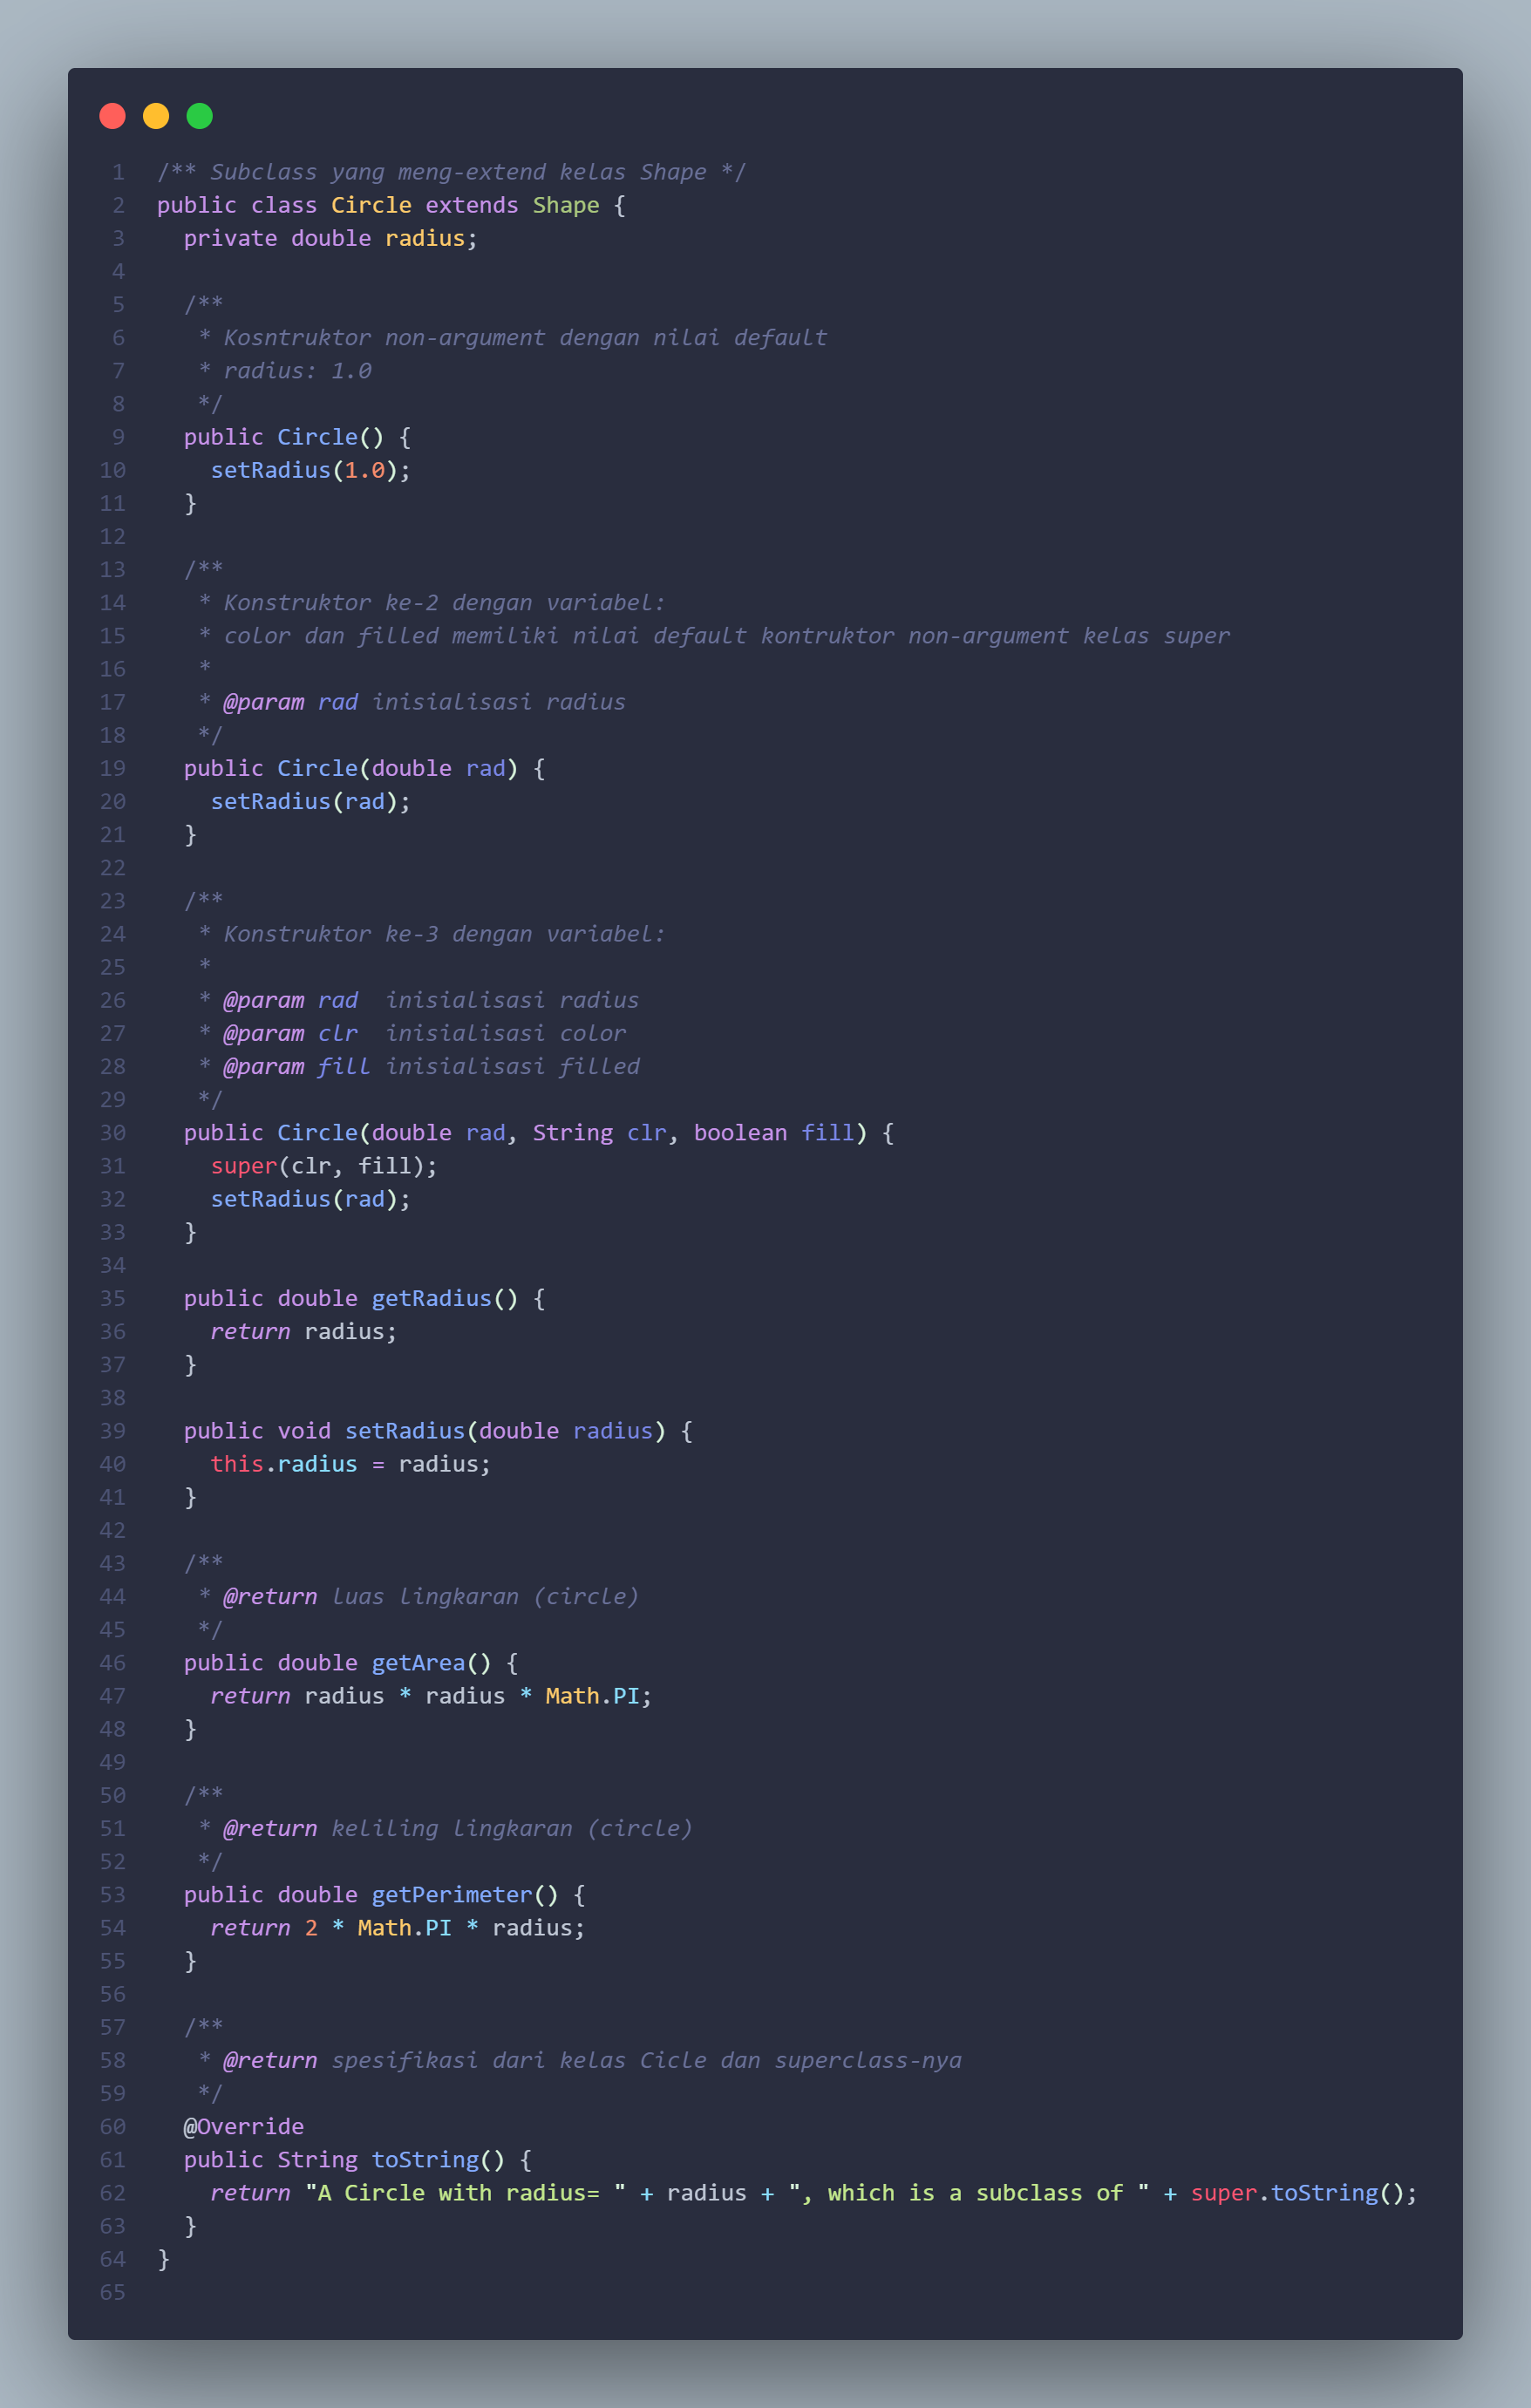 1 /** Subclass yang meng-extend kelas Shape */
2 public class Circle extends Shape {
3   private double radius;
4
5   /**
6    * Kosntruktor non-argument dengan nilai default
7    * radius: 1.0
8    */
9   public Circle() {
10     setRadius(1.0);
11   }
12
13   /**
14    * Konstruktor ke-2 dengan variabel:
15    * color dan filled memiliki nilai default kontruktor non-argument kelas super
16    *
17    * @param rad inisialisasi radius
18    */
19   public Circle(double rad) {
20     setRadius(rad);
21   }
22
23   /**
24    * Konstruktor ke-3 dengan variabel:
25    *
26    * @param rad  inisialisasi radius
27    * @param clr  inisialisasi color
28    * @param fill inisialisasi filled
29    */
30   public Circle(double rad, String clr, boolean fill) {
31     super(clr, fill);
32     setRadius(rad);
33   }
34
35   public double getRadius() {
36     return radius;
37   }
38
39   public void setRadius(double radius) {
40     this.radius = radius;
41   }
42
43   /**
44    * @return luas lingkaran (circle)
45    */
46   public double getArea() {
47     return radius * radius * Math.PI;
48   }
49
50   /**
51    * @return keliling lingkaran (circle)
52    */
53   public double getPerimeter() {
54     return 2 * Math.PI * radius;
55   }
56
57   /**
58    * @return spesifikasi dari kelas Cicle dan superclass-nya
59    */
60   @Override
61   public String toString() {
62     return "A Circle with radius= " + radius + ", which is a subclass of " + super.toString();
63   }
64 }
65